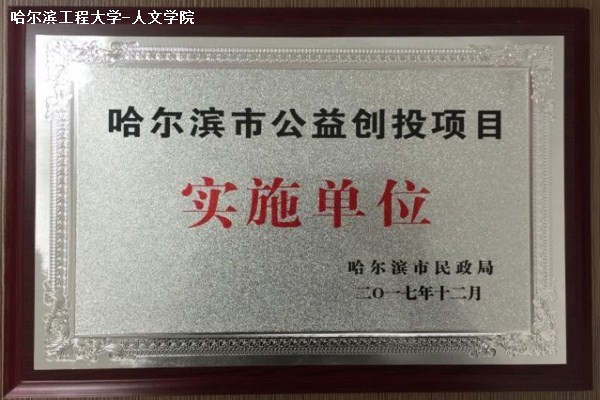 哈尔滨工程大学-人文学院
哈尔滨市公益创投项目
实施单位
哈尔滨市民政局
二〇一七年十二月